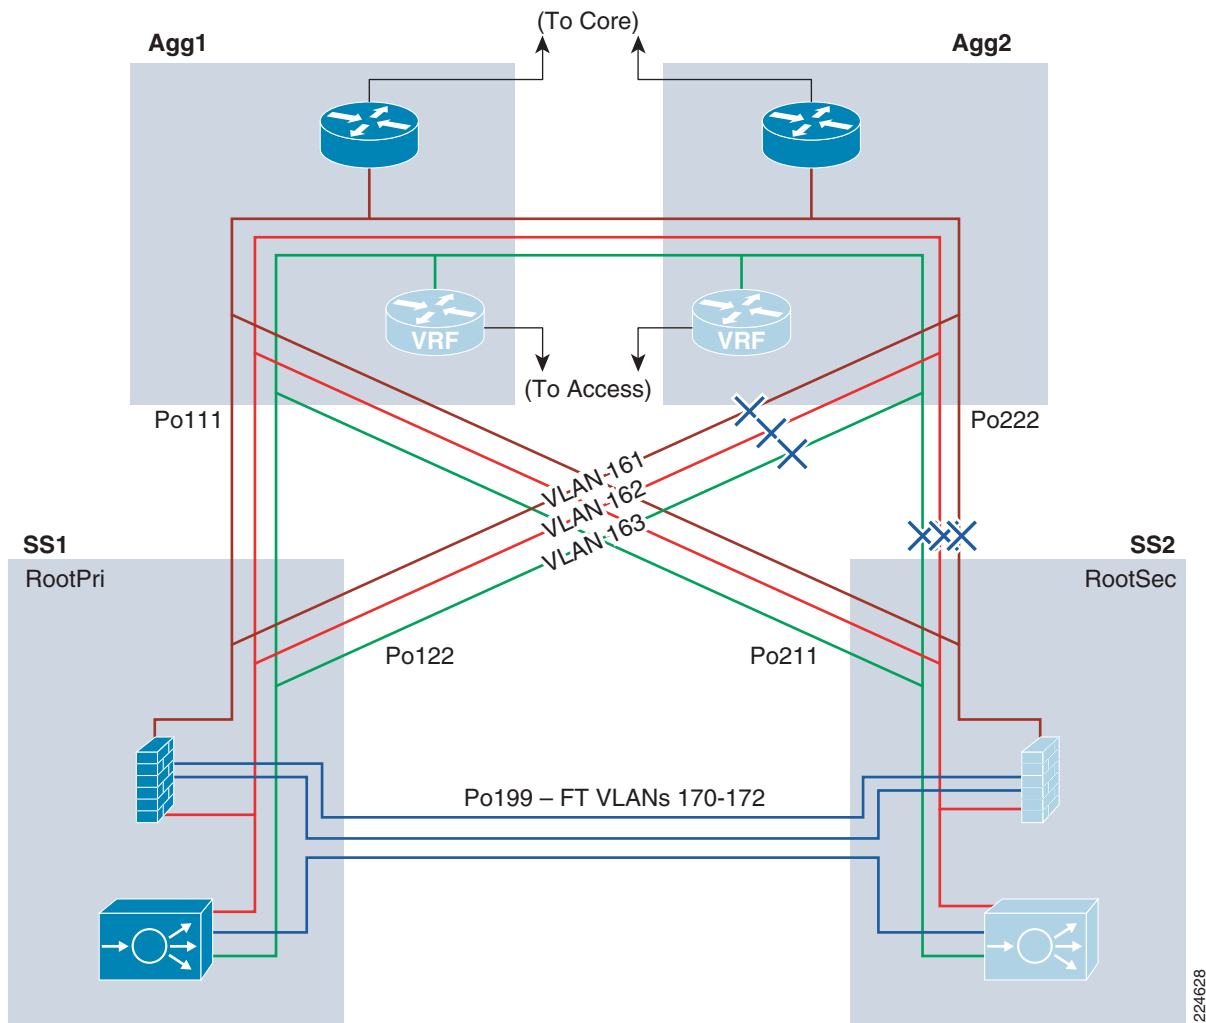 (To Core)
Agg1
Agg2
VRF
VRF
(To Access)
Po111
Po222
VLAN 161
VLAN 162
VLAN 163
SS1
RootPri
SS2
RootSec
Po122
Po211
Po199 – FT VLANs 170-172
224628